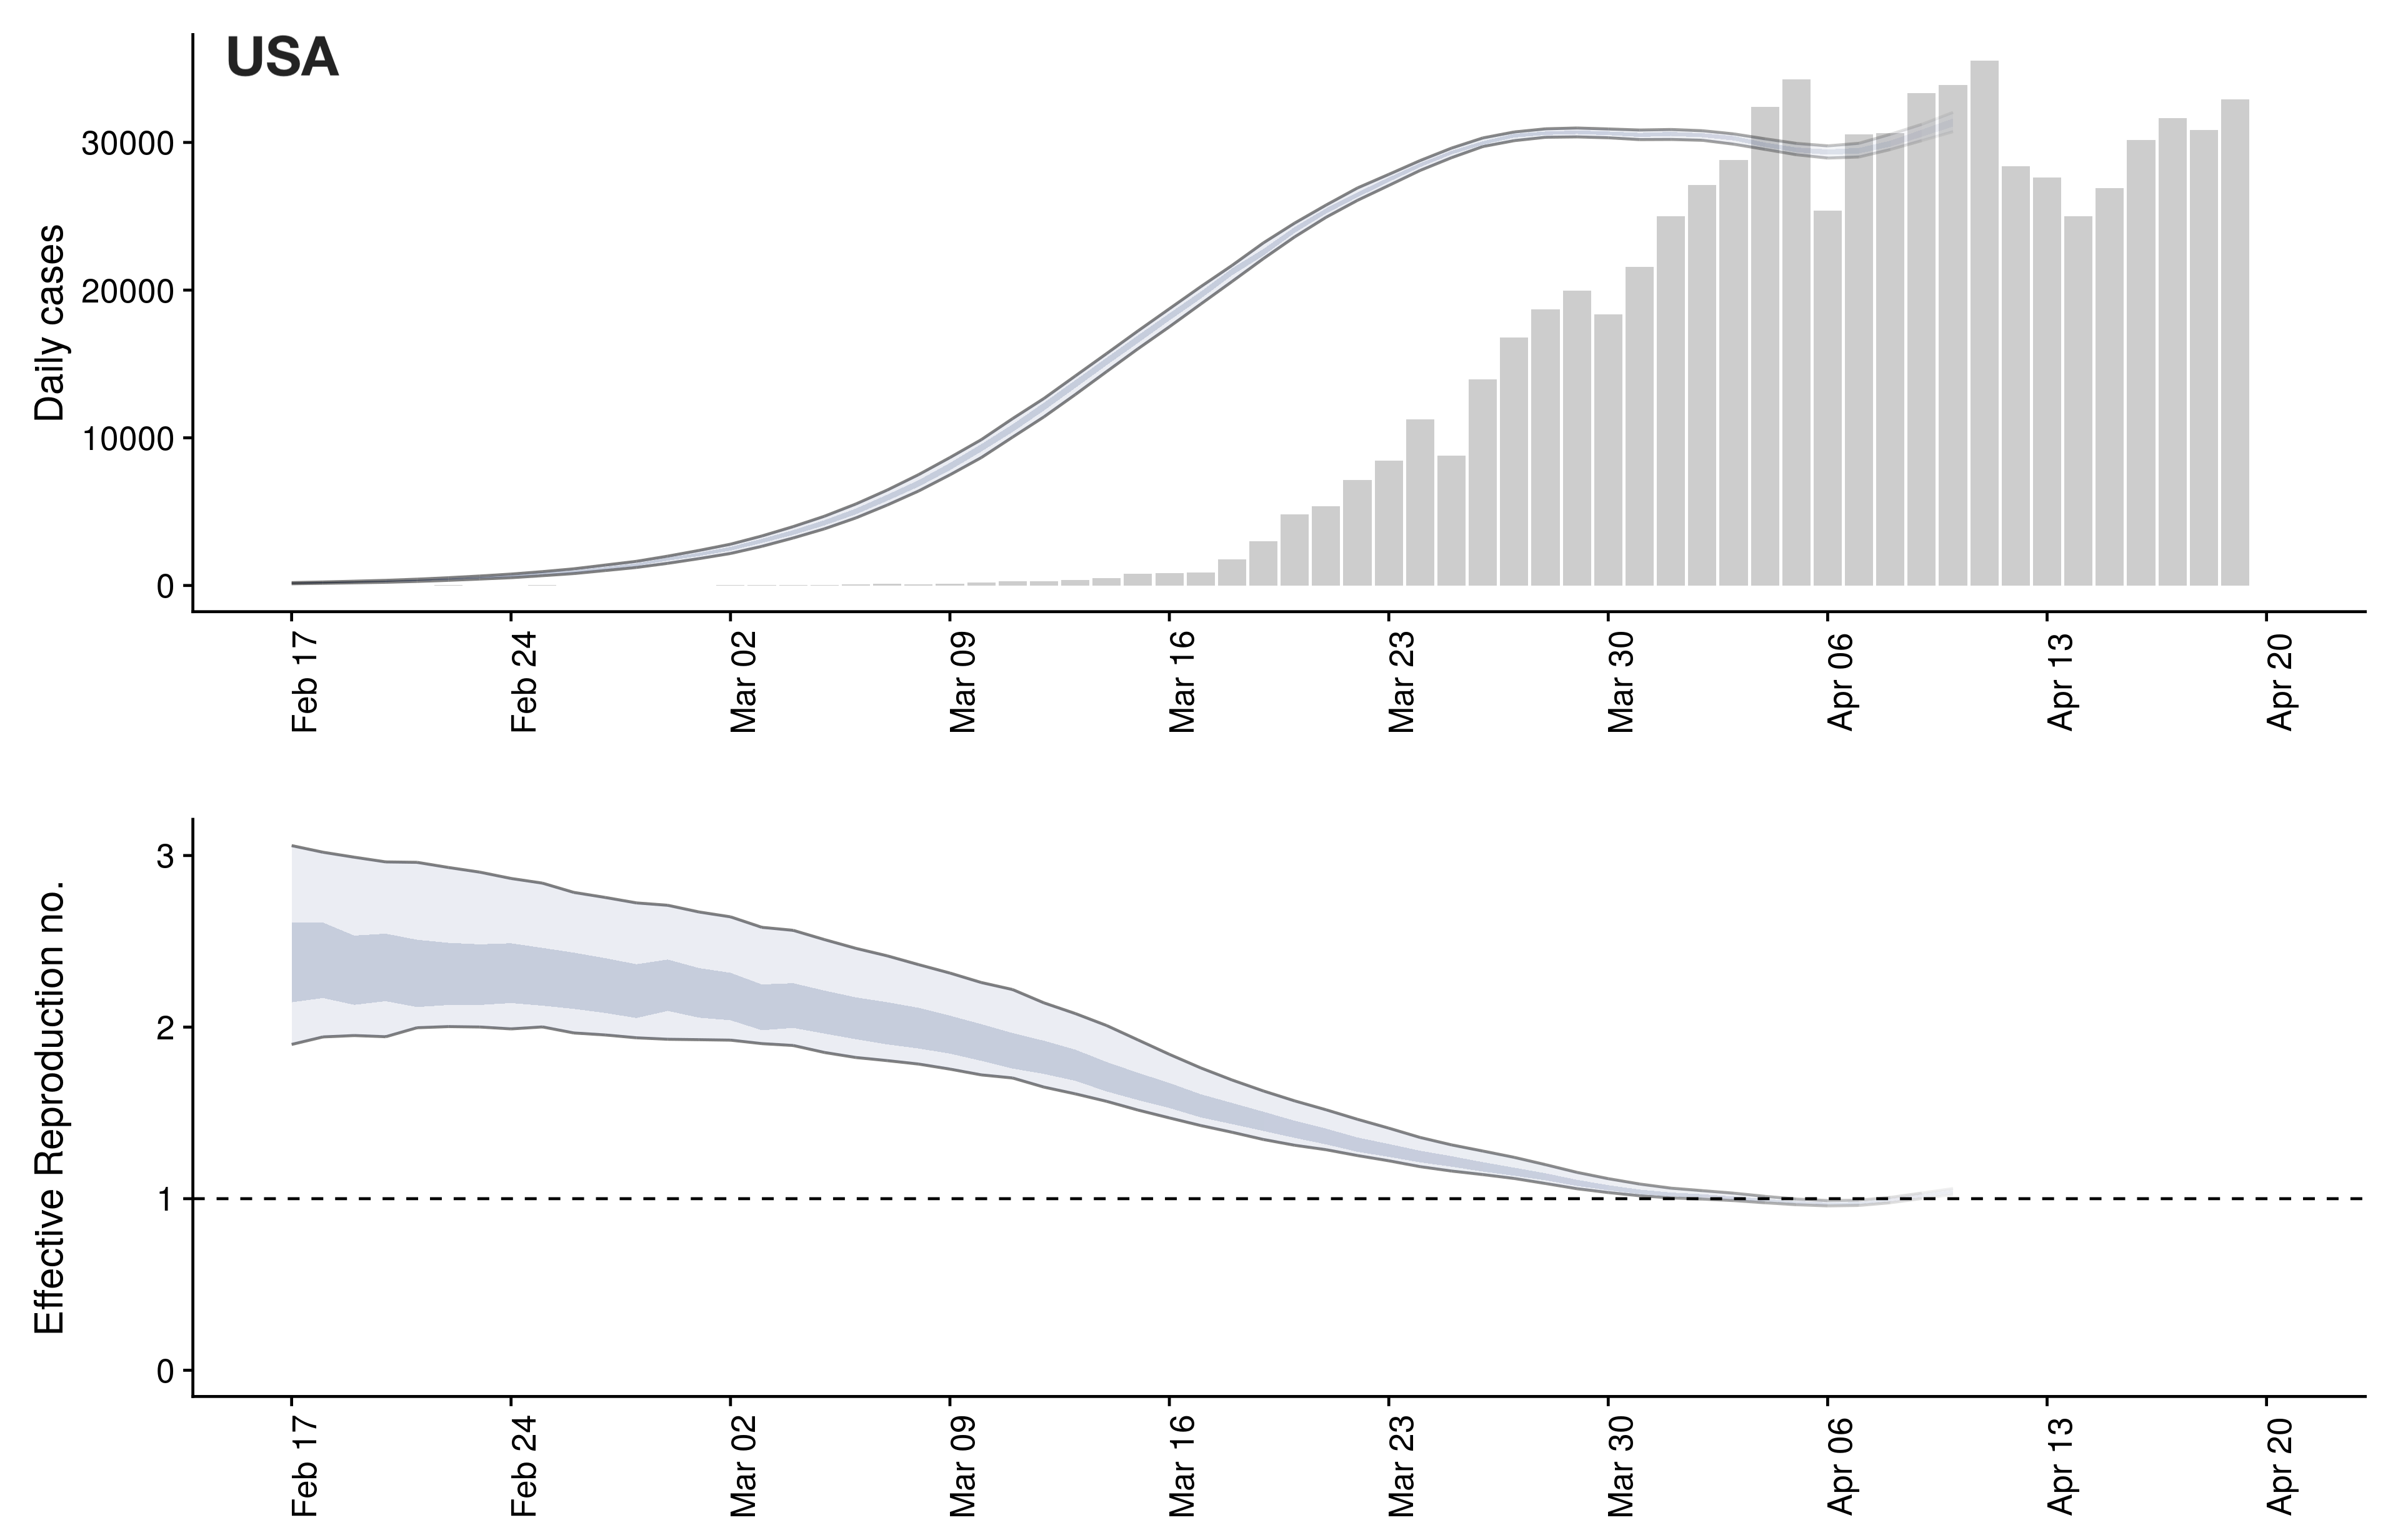 USA
Daily cases
30000
20000
10000
0
Feb 17
Feb 24
Mar 02
Mar 09
Mar 16
Mar 23
Mar 30
Apr 06
Apr 13
Apr 20
Effective Reproduction no.
3
2
1
0
Feb 17
Feb 24
Mar 02
Mar 09
Mar 16
Mar 23
Mar 30
Apr 06
Apr 13
Apr 20